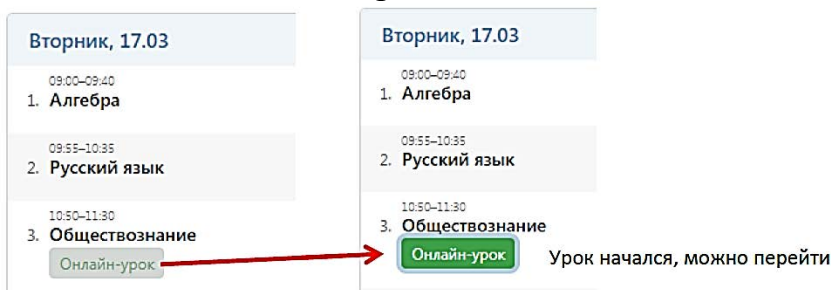 Вторник, 17.03
09:00–09:40
1. Алгебра
09:55–10:35
2. Русский язык
10:50–11:30
3. Обществознание
Онлайн-урок
Вторник, 17.03
09:00–09:40
1. Алгебра
09:55–10:35
2. Русский язык
10:50–11:30
3. Обществознание
Онлайн-урок
Урок начался, можно перейти